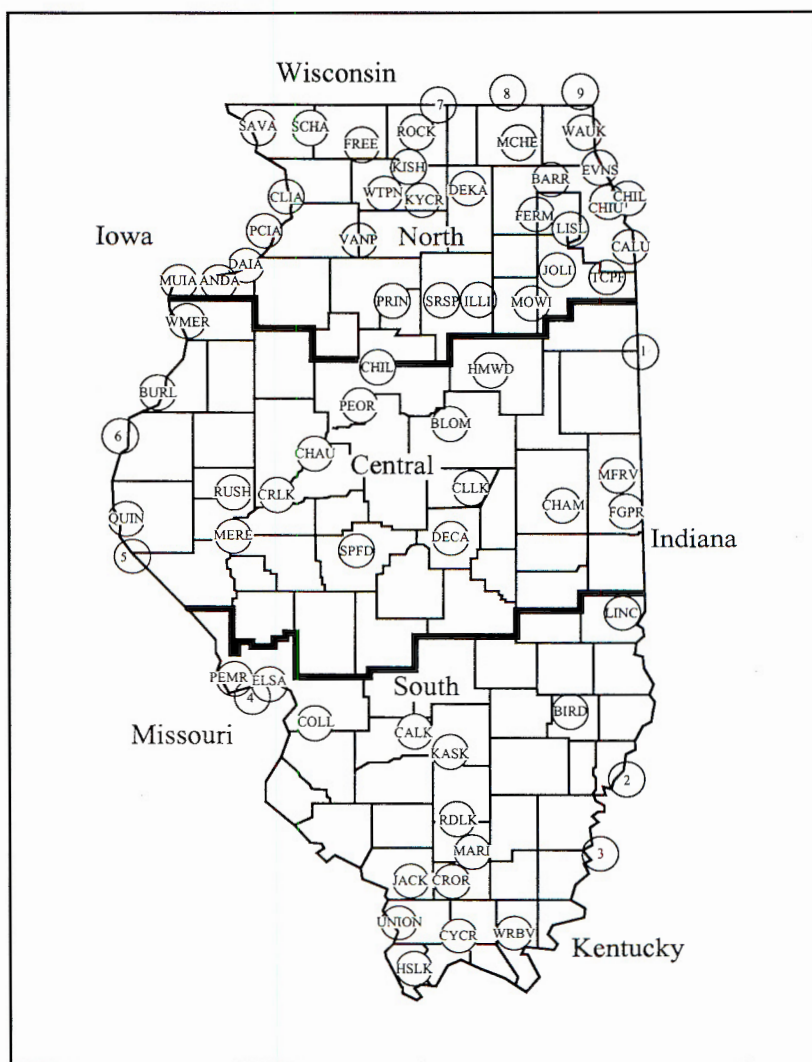 Wisconsin
7
8
9
SAVA
SCHA
FREE
ROCK
MCHE
WAUK
KISH
EVNS
CLIA
WTPN
KYCR
DEKA
BARR
CHIL
CHIU
FERM
LISL
Iowa
PCIA
VANP
North
CALU
DAIA
JOLI
TCPF
MUIA
ANDA
PRIN
SRSP
ILLI
MOWI
WMER
1
CHIL
HMWD
BURL
PEOR
BLOM
6
CHAU
Central
MFRV
RUSH
CRLK
CLLK
CHAM
FGPR
QUIN
MERE
SPFD
DECA
Indiana
5
LINC
PEMR
ELSA
4
South
BIRD
COLL
Missouri
CALK
KASK
2
RDLK
MARI
3
JACK
CROR
UNION
CYCR
WRBV
Kentucky
HSLK